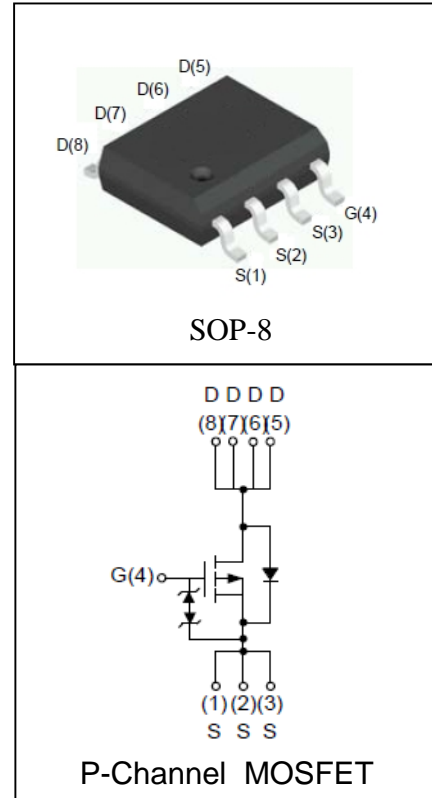 D(5)
D(6)
D(7)
D(8)
G(4)
S(3)
S(2)
S(1)
SOP-8
D D D D
(8)(7)(6)(5)
G(4)
(1) (2) (3)
S S S
P-Channel MOSFET